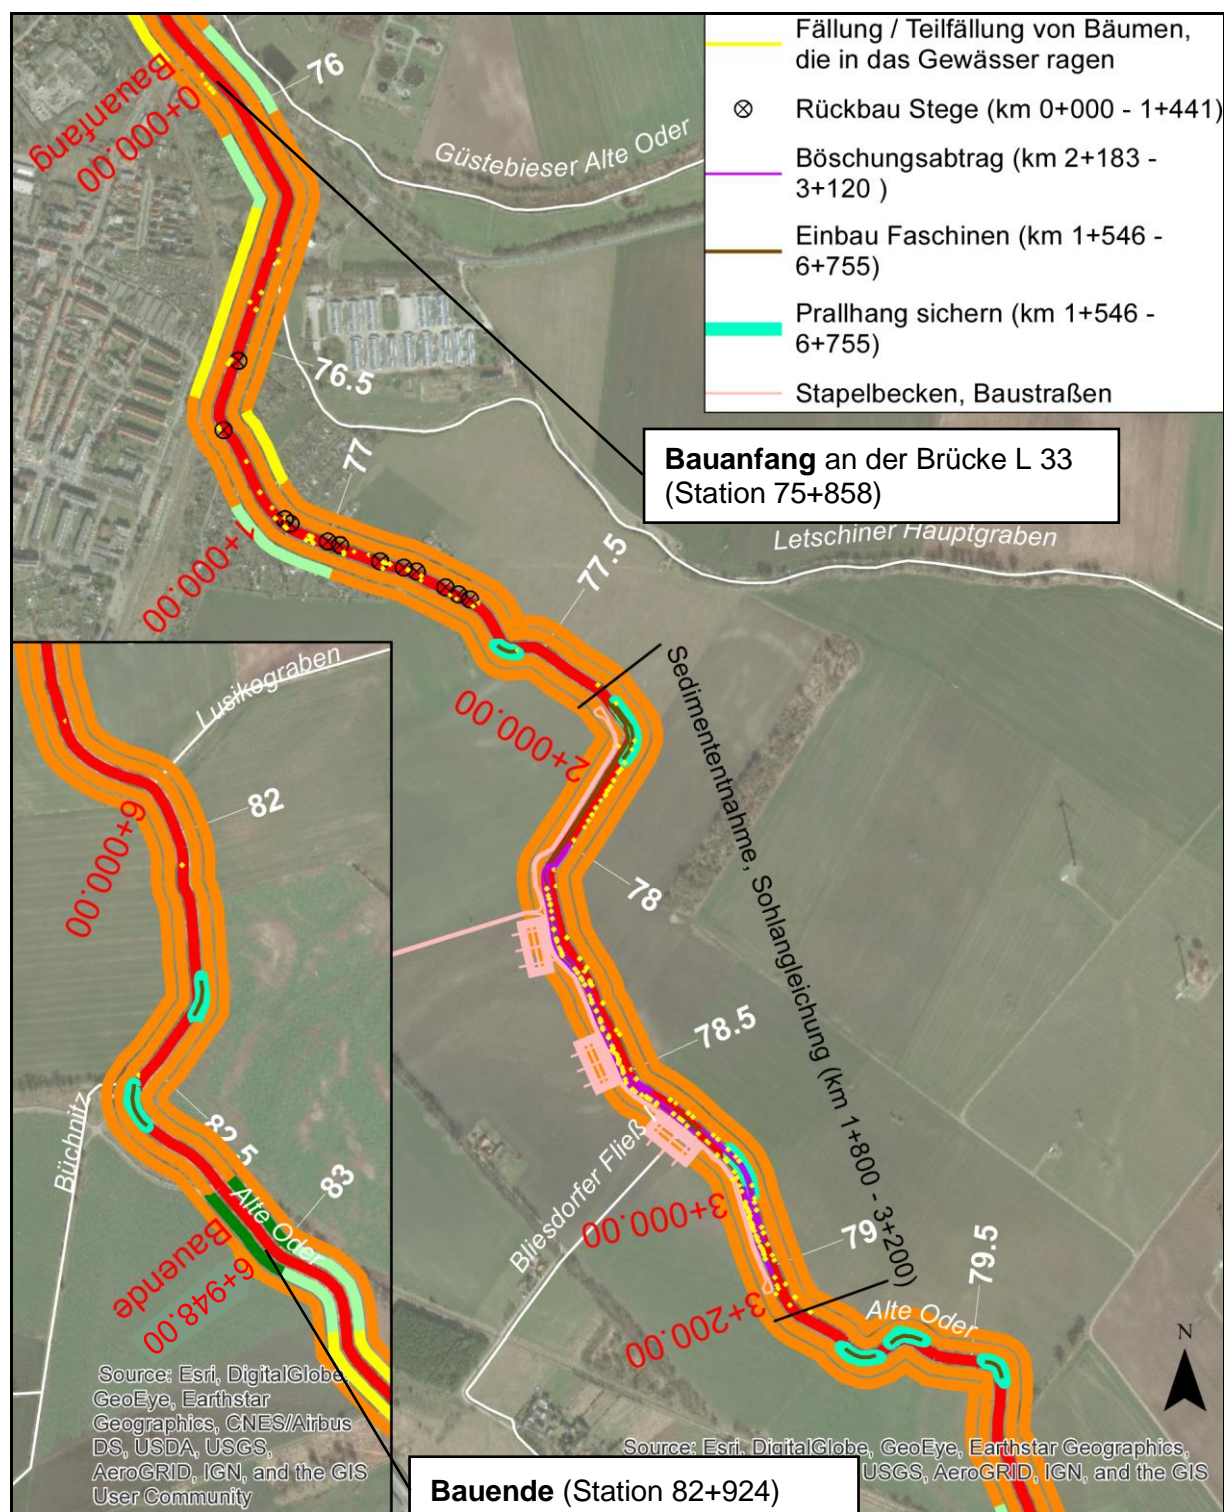 Fällung / Teilfällung von Bäumen,
die in das Gewässer ragen
Rückbau Stege (km 0+000 - 1+441)
Böschungsabtrag (km 2+183 -
3+120 )
Einbau Faschinen (km 1+546 -
6+755)
Prallhang sichern (km 1+546 -
6+755)
Stapelbecken, Baustraßen
76
Bauanfang
0+000.00
Güstebieser Alte Oder
76.5
Bauanfang an der Brücke L 33
(Station 75+858)
77
Letschiner Hauptgraben
77.5
1+000.00
Sedimententnahme, Sohlangleichung (km 1+800 - 3+200)
2+000.00
78
78.5
Bliesdorfer Fließ
3+000.00
79
79.5
3+200.00
Alte Oder
N
Lusikograben
82
6+000.00
Büchnitz
82.5
83
Alte Oder
Bauende
6+948.00
Source: Esri, DigitalGlobe,
GeoEye, Earthstar
Geographics, CNES/Airbus
DS, USDA, USGS,
AeroGRID, IGN, and the GIS
User Community
Source: Esri, DigitalGlobe, GeoEye, Earthstar Geographics,
USGS, AeroGRID, IGN, and the GIS
Bauende (Station 82+924)